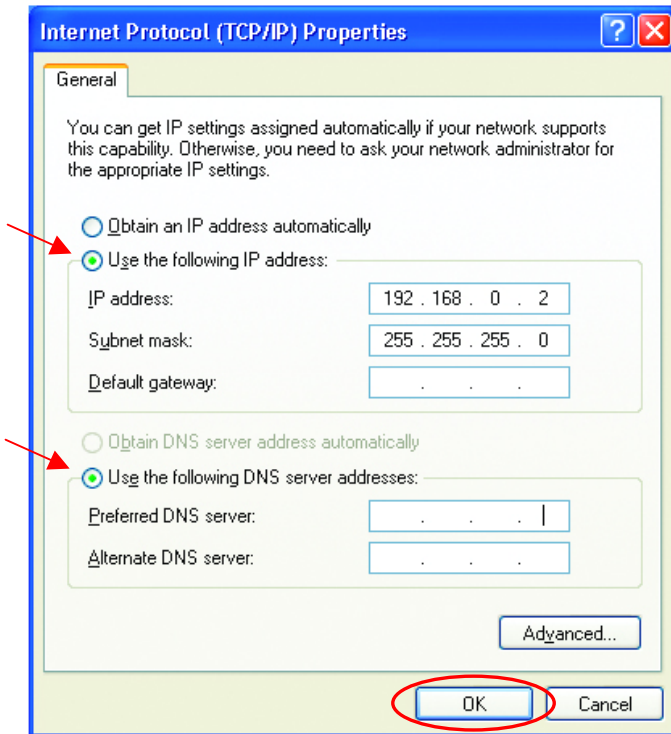 Internet Protocol (TCP/IP) Properties
General
You can get IP settings assigned automatically if your network supports
this capability. Otherwise, you need to ask your network administrator for
the appropriate IP settings.
Obtain an IP address automatically
Use the following IP address:
IP address: 192 . 168 . 0 . 2
Subnet mask: 255 . 255 . 255 . 0
Default gateway: . . .
Obtain DNS server address automatically
Use the following DNS server addresses:
Preferred DNS server: . . .
Alternate DNS server: . . .
Advanced...
OK Cancel